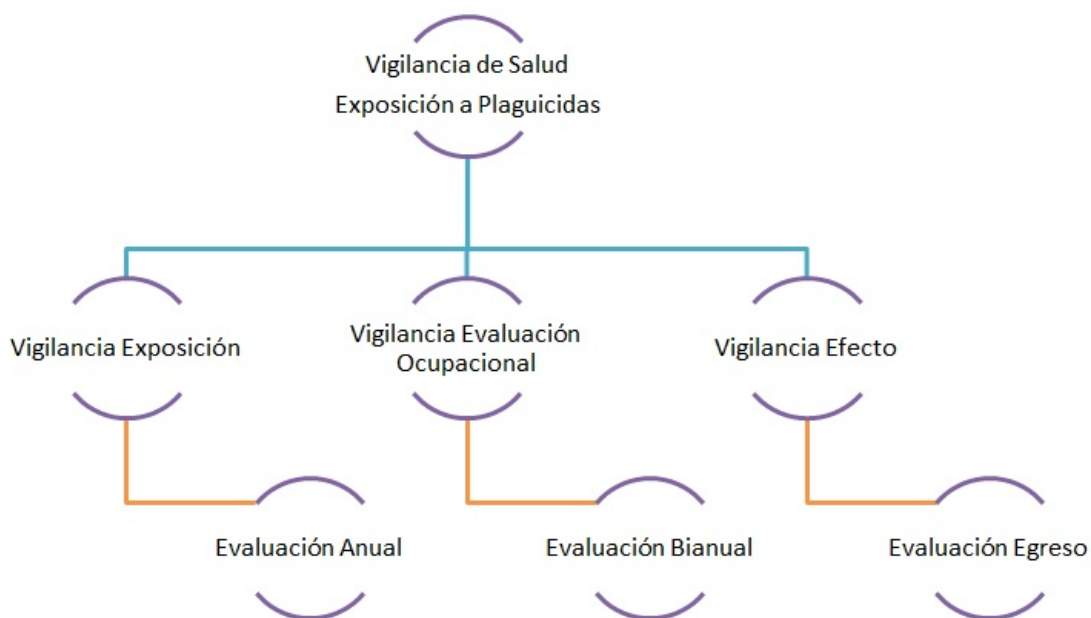 Vigilancia de Salud
Exposición a Plaguicidas
Vigilancia Exposición
Vigilancia Evaluación
Ocupacional
Vigilancia Efecto
Evaluación Anual
Evaluación Bianual
Evaluación Egreso